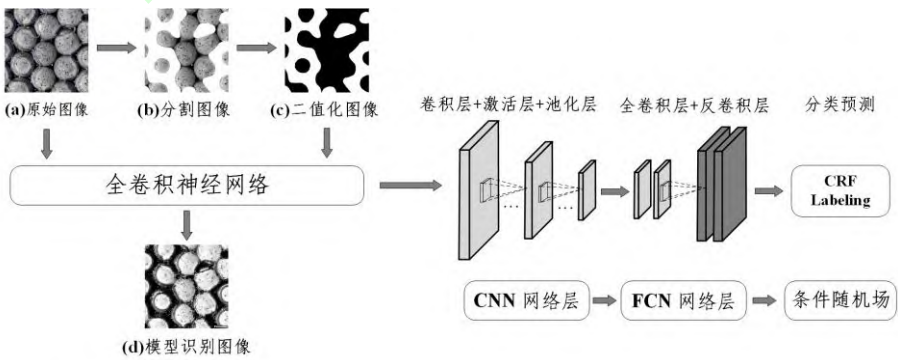 (a)原始图像
(b)分割图像
(c)二值化图像
全卷积神经网络
(d)模型识别图像
卷积层+激活层+池化层
全卷积层+反卷积层
分类预测
... ...
CRF
Labeling
CNN 网络层
FCN 网络层
条件随机场